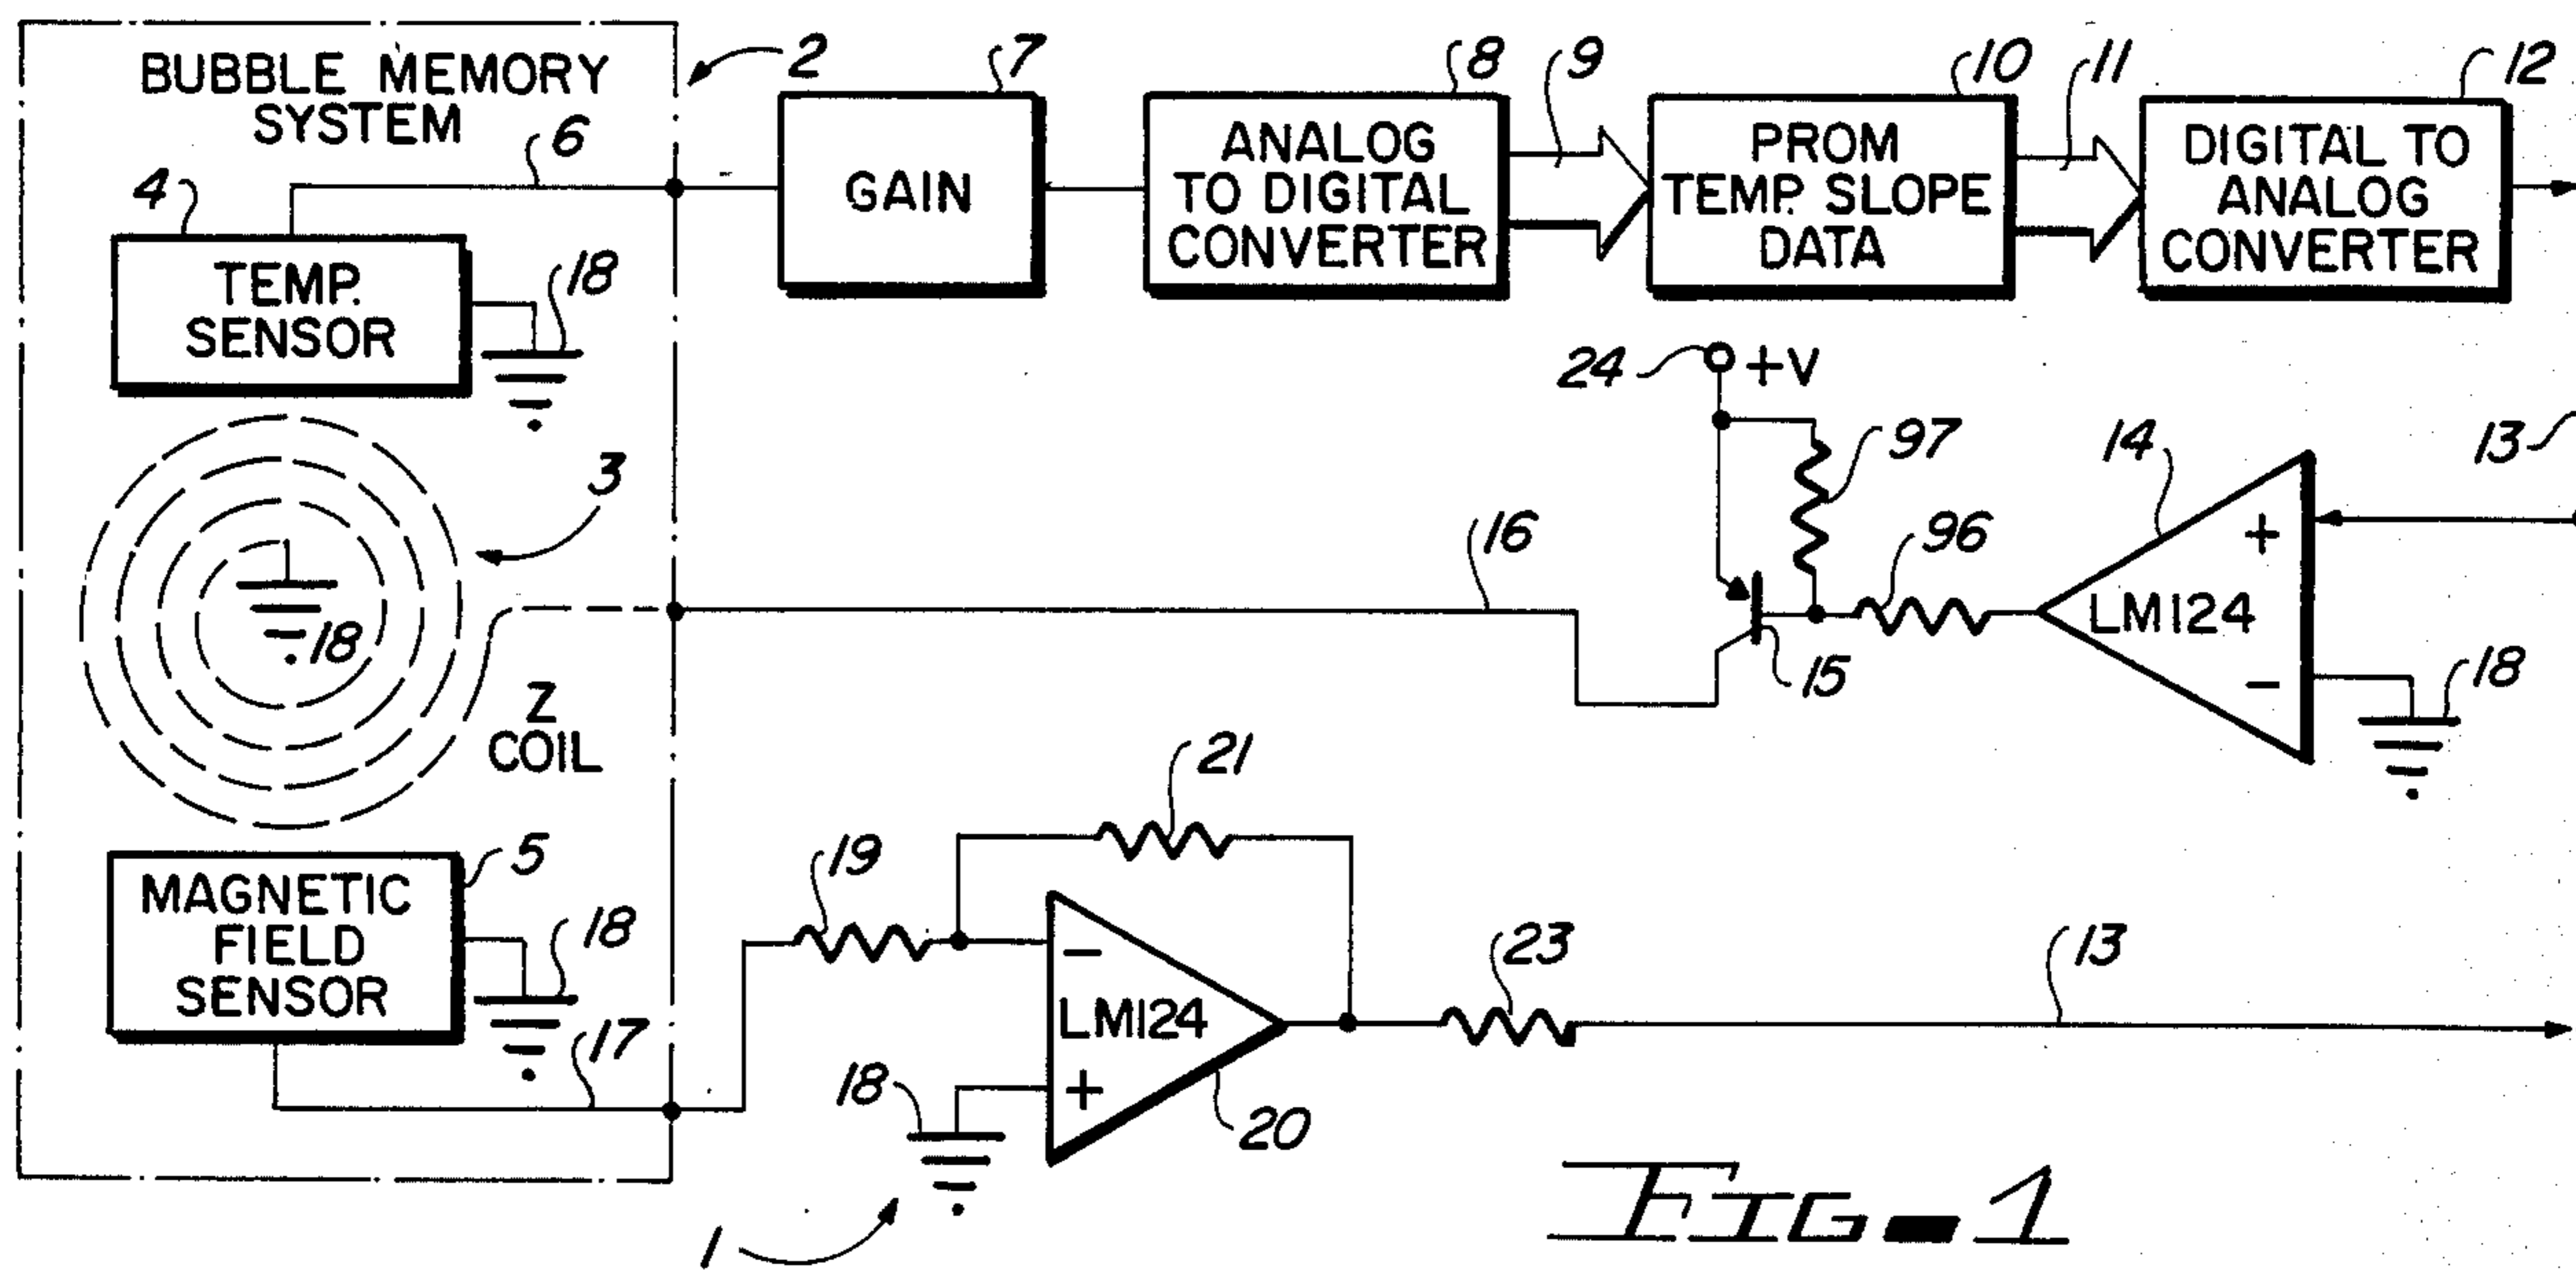 BUBBLE MEMORY
SYSTEM
2
7
8
9
10
11
12
6
4
TEMP.
SENSOR
18
GAIN
ANALOG
TO DIGITAL
CONVERTER
PROM
TEMP. SLOPE
DATA
DIGITAL TO
ANALOG
CONVERTER
24
+V
97
14
13
3
16
96
+
LM124
−
18
15
18
Z
COIL
21
5
MAGNETIC
FIELD
SENSOR
18
17
19
−
LM124
+
18
20
23
13
1
FIG-1